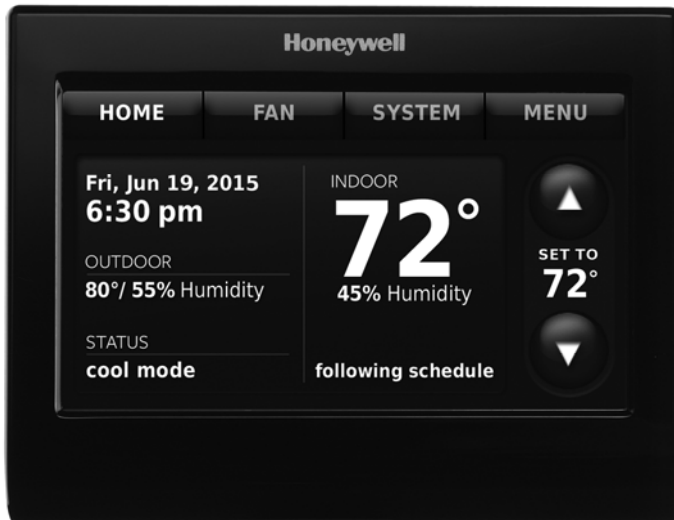 Honeywell
HOME FAN SYSTEM MENU
Fri, Jun 19, 2015
6:30 pm
OUTDOOR
80°/ 55% Humidity
STATUS
cool mode
INDOOR
72°
45% Humidity
following schedule
SET TO
72°